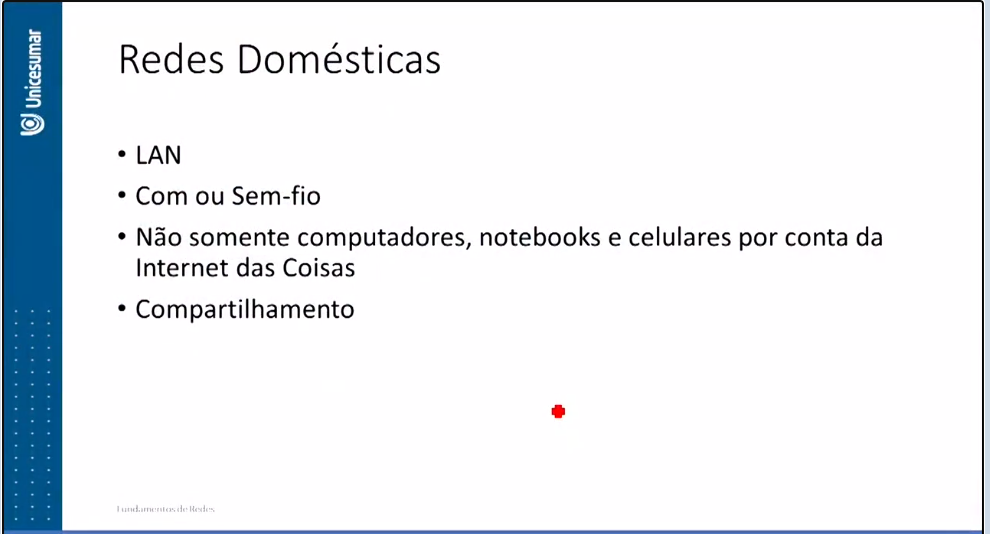 Unicesumar
Redes Domésticas
• LAN
• Com ou Sem-fio
• Não somente computadores, notebooks e celulares por conta da
Internet das Coisas
• Compartilhamento
Fundamentos de Redes